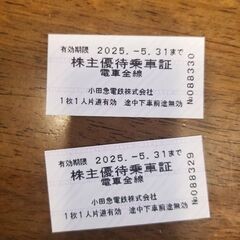 有効期限 2025.-5.31まで
株主優待乗車証
電車全線
小田急電鉄株式会社
1枚1人片道有効 途中下車前途無効
№088330
有効期限 2025.-5.31まで
株主優待乗車証
電車全線
小田急電鉄株式会社
1枚1人片道有効 途中下車前途無効
№088329